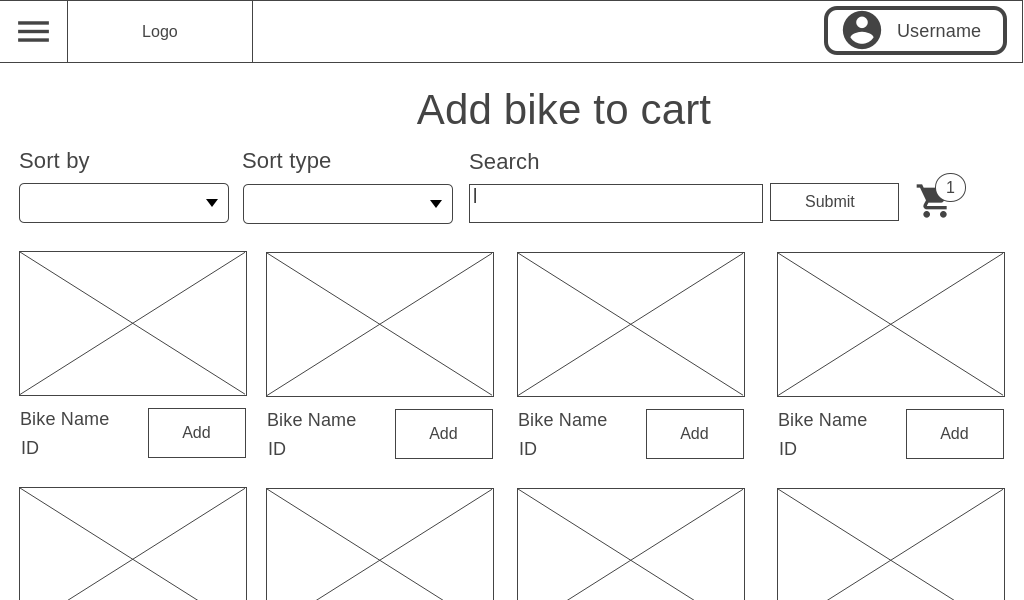 Logo
Username
Add bike to cart
Sort by
Sort type
Search
Submit
1
Bike Name
ID
Add
Bike Name
ID
Add
Bike Name
ID
Add
Bike Name
ID
Add